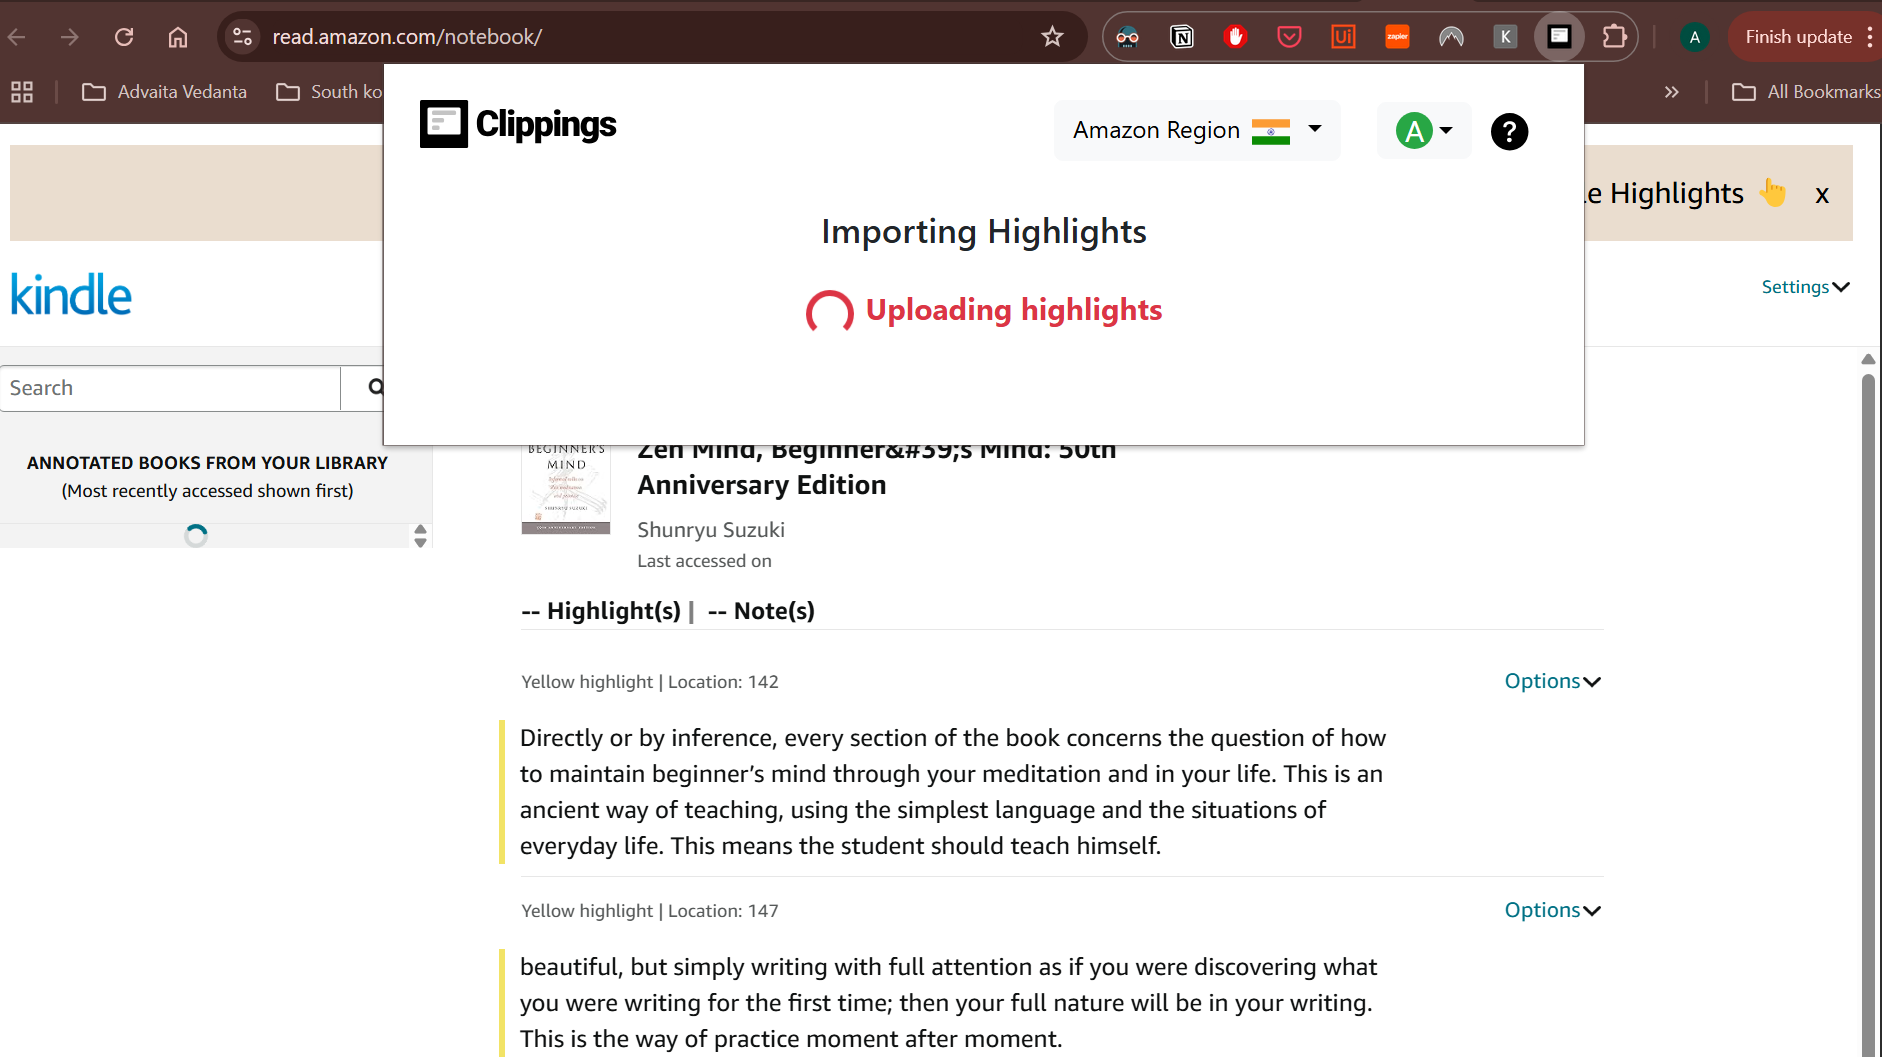 read.amazon.com/notebook/
Ui
zapier
K
A
Finish update
Advaita Vedanta
South ko
All Bookmarks
Clippings
Amazon Region
A
?
Importing Highlights
Uploading highlights
le Highlights 👆 x
kindle
Settings
Search
ANNOTATED BOOKS FROM YOUR LIBRARY
(Most recently accessed shown first)
BEGINNER'S
MIND
SHUNRYU SUZUKI
Zen Mind, Beginner&#39;s Mind: 50th
Anniversary Edition
Shunryu Suzuki
Last accessed on
-- Highlight(s) | -- Note(s)
Yellow highlight | Location: 142
Options
Directly or by inference, every section of the book concerns the question of how
to maintain beginner’s mind through your meditation and in your life. This is an
ancient way of teaching, using the simplest language and the situations of
everyday life. This means the student should teach himself.
Yellow highlight | Location: 147
Options
beautiful, but simply writing with full attention as if you were discovering what
you were writing for the first time; then your full nature will be in your writing.
This is the way of practice moment after moment.